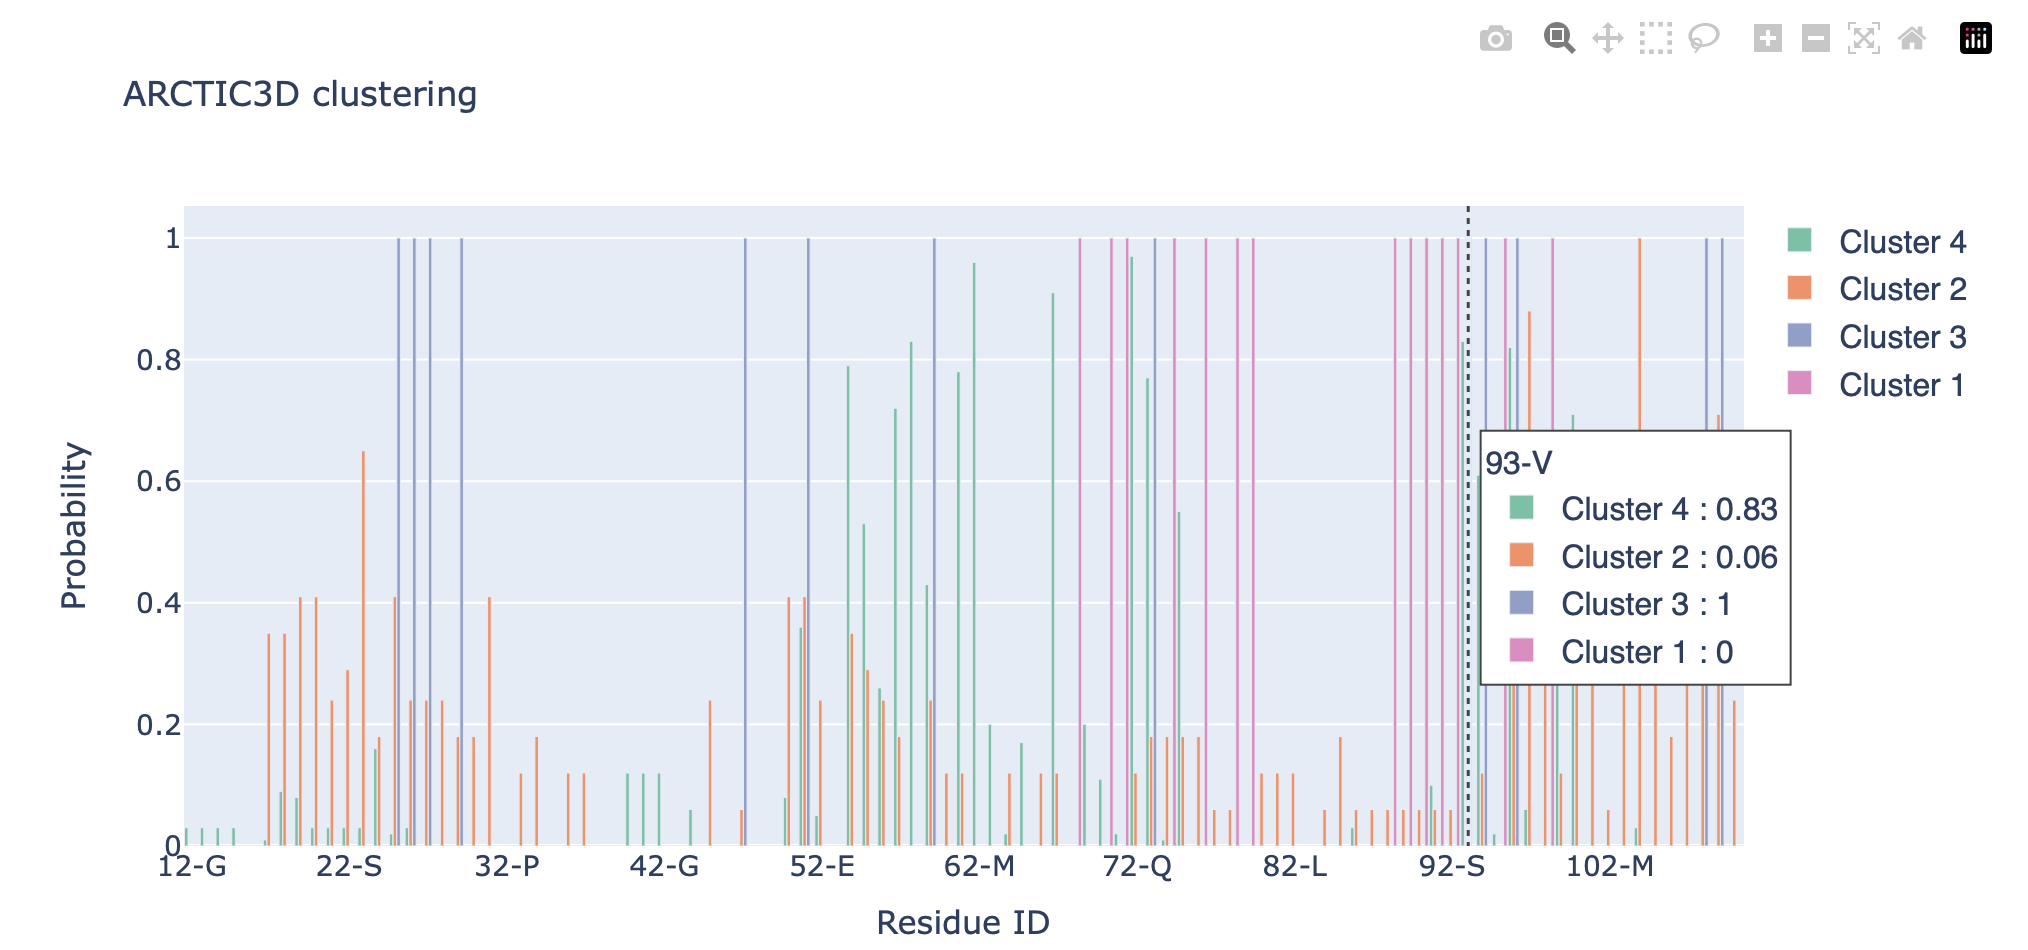 ARCTIC3D clustering
Cluster 4
Cluster 2
Cluster 3
Cluster 1
Probability
1
0.8
0.6
0.4
0.2
0
93-V
Cluster 4 : 0.83
Cluster 2 : 0.06
Cluster 3 : 1
Cluster 1 : 0
12-G 22-S 32-P 42-G 52-E 62-M 72-Q 82-L 92-S 102-M
Residue ID